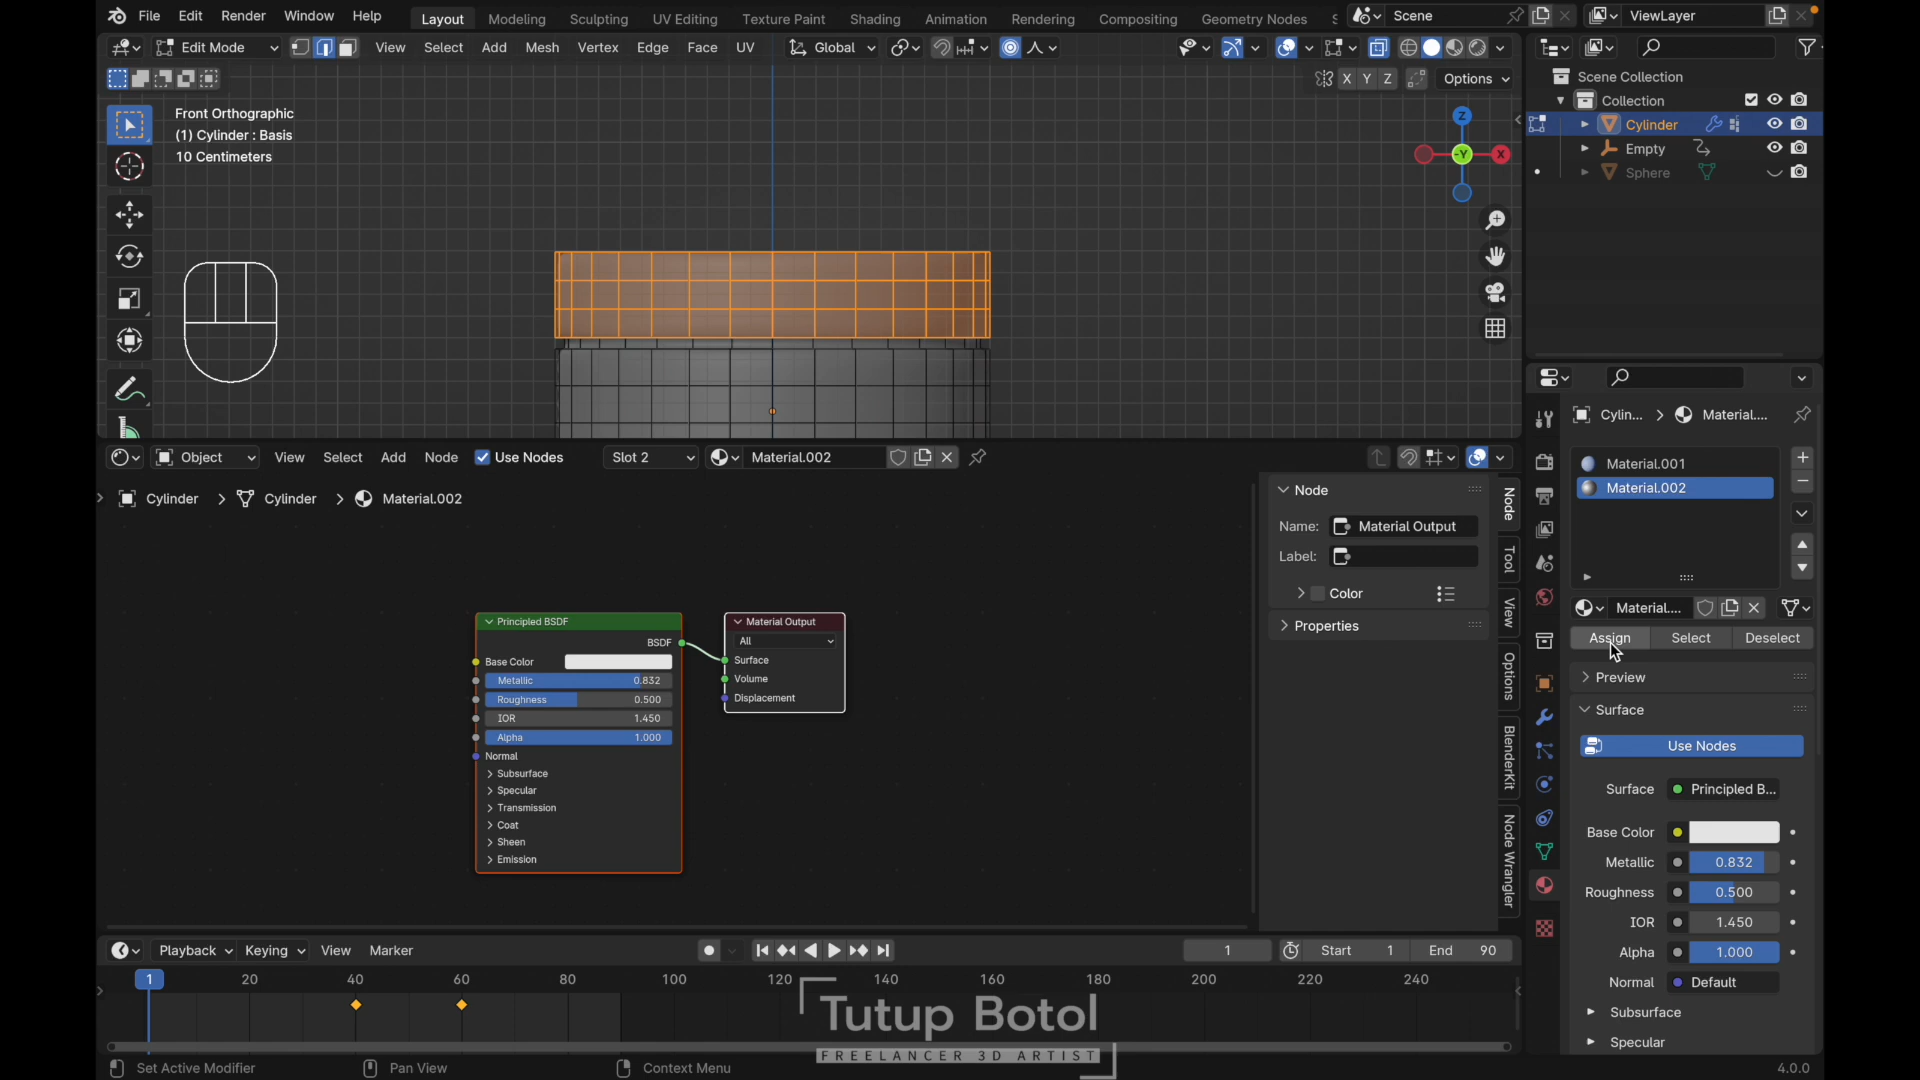 File Edit Render Window Help Layout Modeling Sculpting UV Editing Texture Paint Shading Animation Rendering Compositing Geometry Nodes S Scene ViewLayer
Edit Mode View Select Add Mesh Vertex Edge Face UV Global
X Y Z Options
Scene Collection
Collection
Cylinder
Empty
Sphere
Front Orthographic
(1) Cylinder : Basis
10 Centimeters
Z
-Y
X
Object View Select Add Node Use Nodes Slot 2 Material.002
Cylinder > Cylinder > Material.002
Principled BSDF
BSDF
Base Color
Metallic 0.832
Roughness 0.500
IOR 1.450
Alpha 1.000
Normal
Subsurface
Specular
Transmission
Coat
Sheen
Emission
Material Output
All
Surface
Volume
Displacement
Node
Name: Material Output
Label:
Color
Properties
Node
Tool
View
Options
BlenderKit
Node Wrangler
Cylin... > Material....
Material.001
Material.002
Material....
Assign Select Deselect
Preview
Surface
Use Nodes
Surface Principled B...
Base Color
Metallic 0.832
Roughness 0.500
IOR 1.450
Alpha 1.000
Normal Default
Subsurface
Specular
Playback Keying View Marker 1 Start 1 End 90
1 20 40 60 80 100 120 140 160 180 200 220 240
Tutup Botol
FREELANCER 3D ARTIST
Set Active Modifier Pan View Context Menu 4.0.0